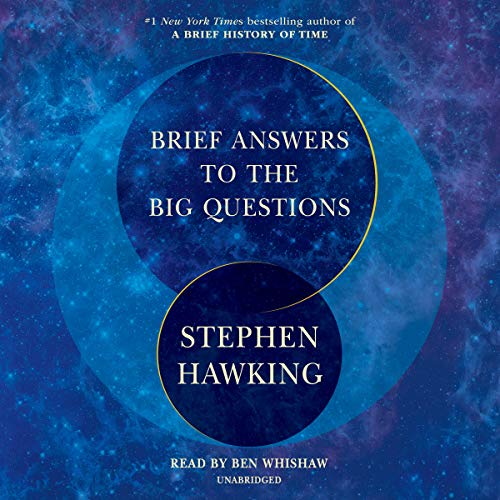 #1 New York Times bestselling author of
A BRIEF HISTORY OF TIME
BRIEF ANSWERS
TO THE
BIG QUESTIONS
STEPHEN
HAWKING
READ BY BEN WHISHAW
UNABRIDGED